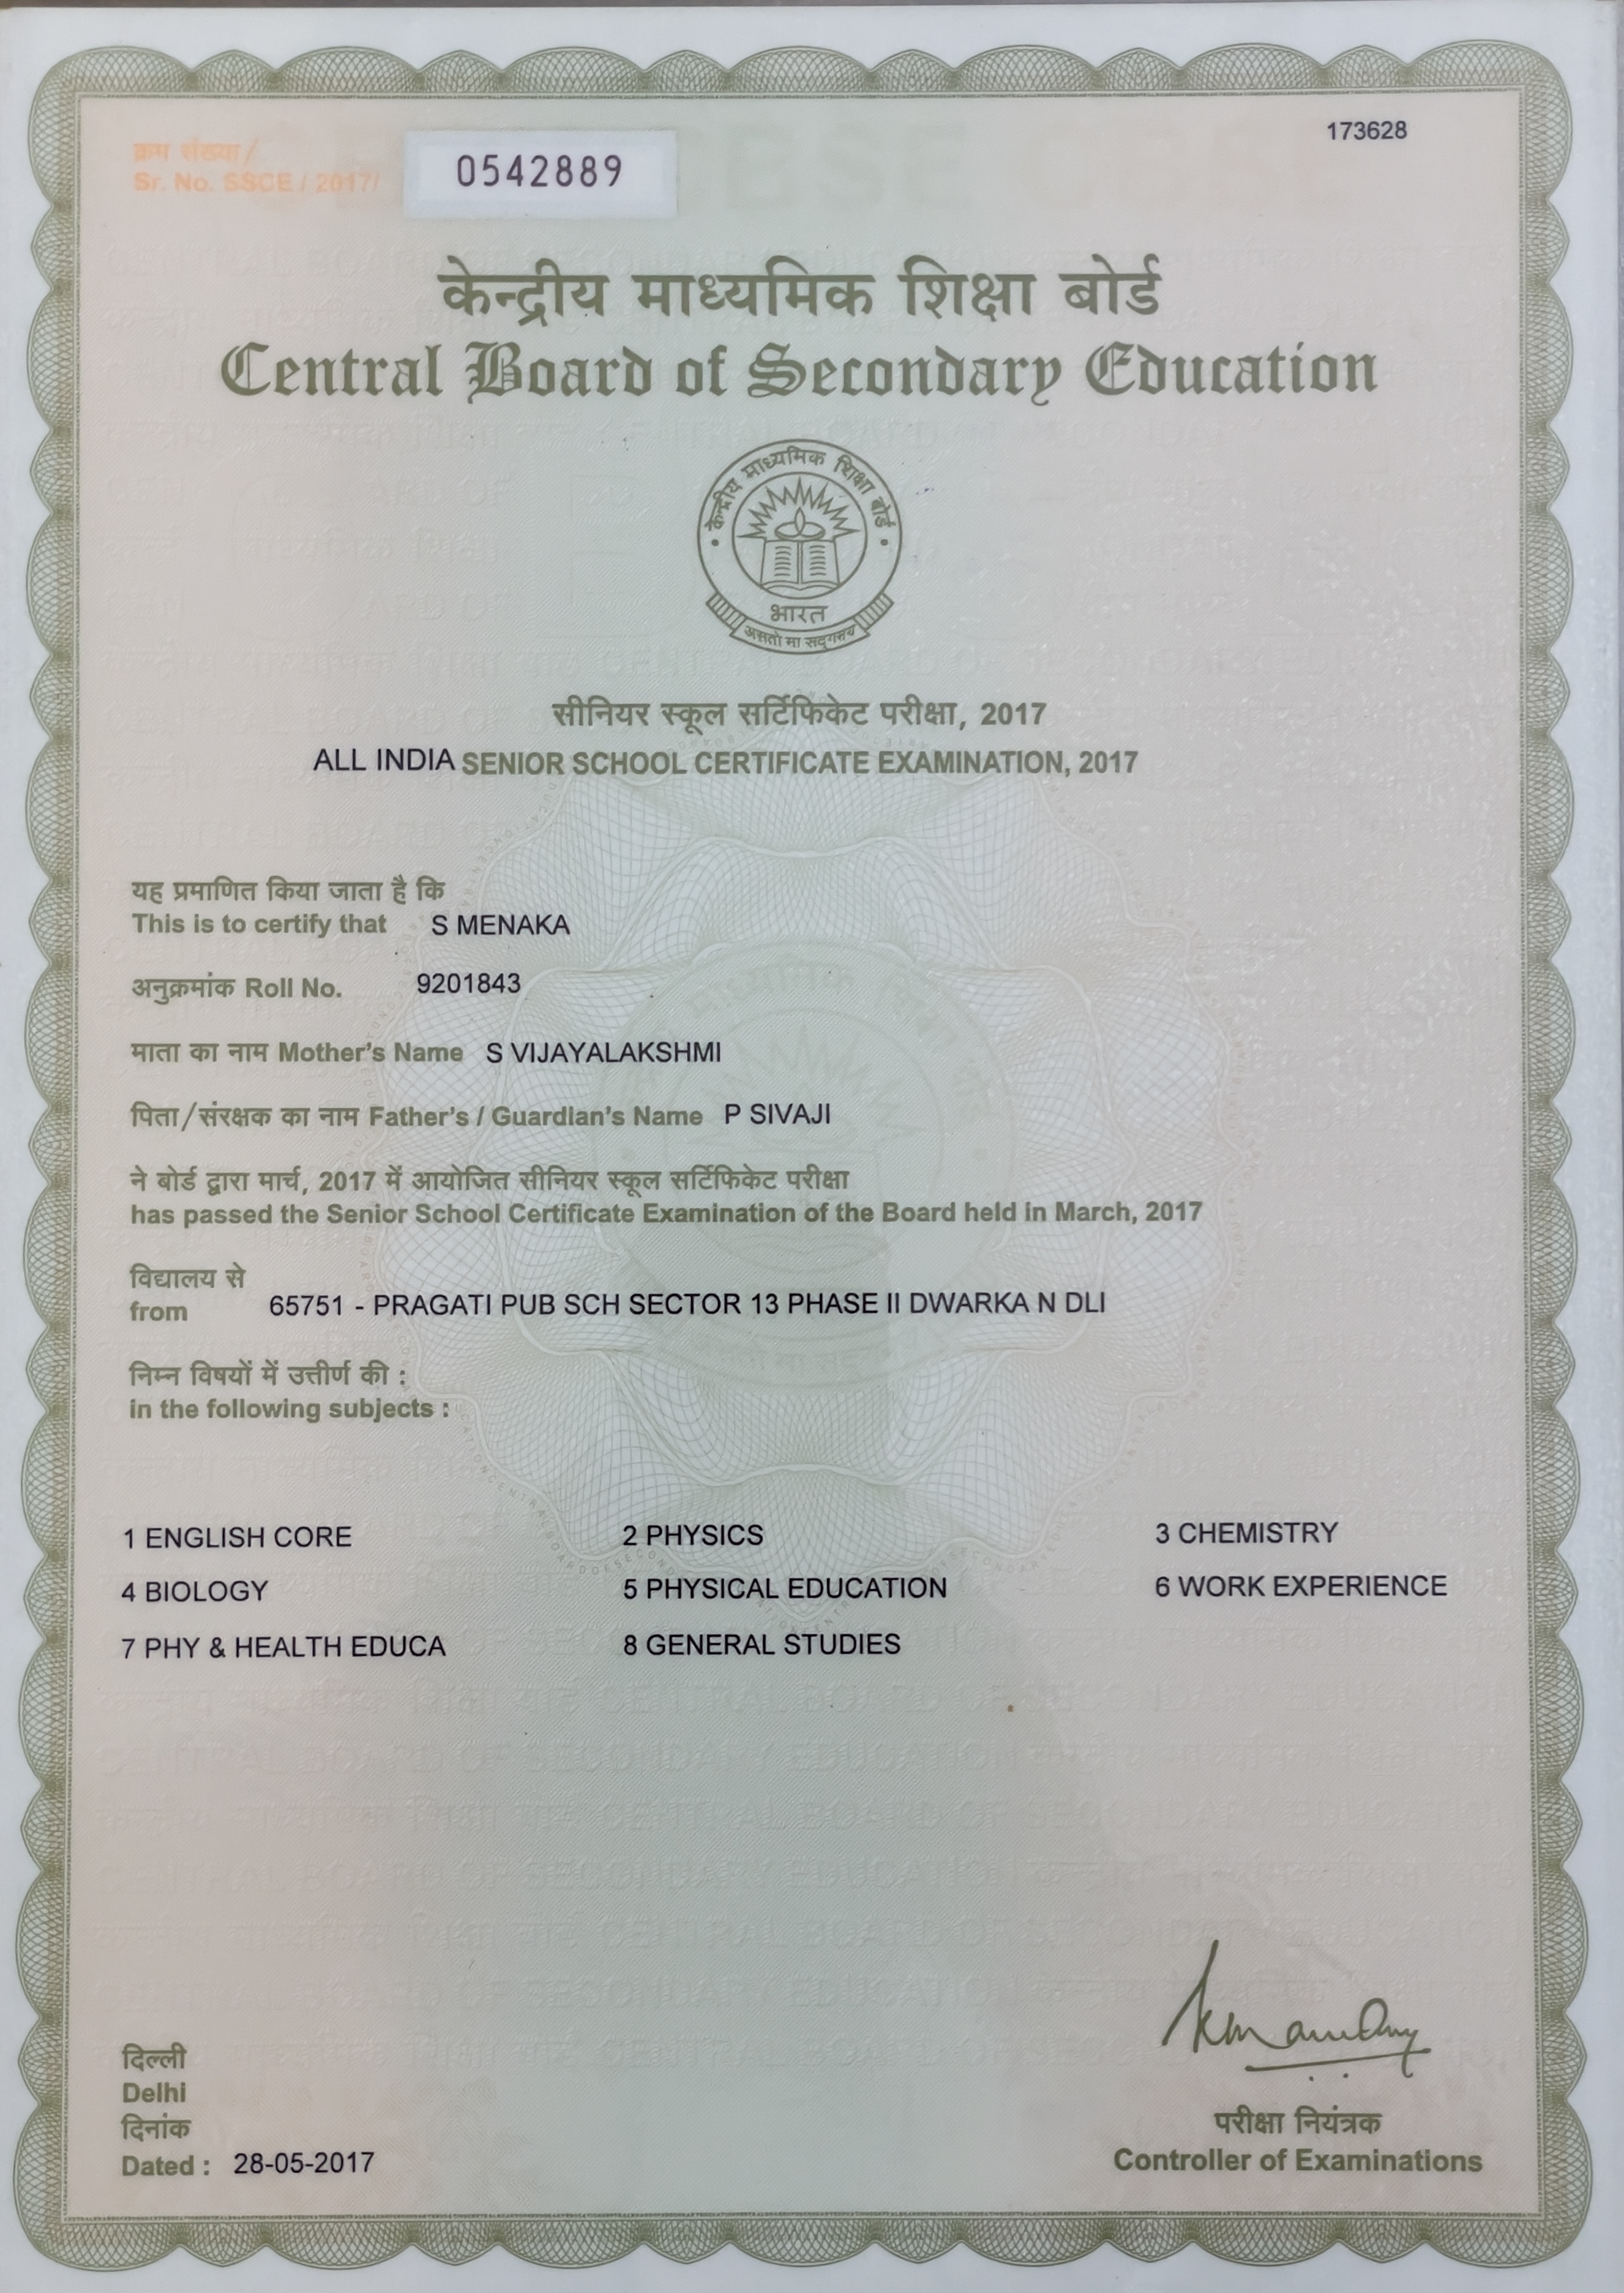 173628
क्रम संख्या/
Sr. No. SSCE / 2017/ 0542889
केन्द्रीय माध्यमिक शिक्षा बोर्ड
Central Board of Secondary Education
केन्द्रीय माध्यमिक शिक्षा बोर्ड
भारत
असतो मा सद्गमय
सीनियर स्कूल सर्टिफिकेट परीक्षा, 2017
ALL INDIA SENIOR SCHOOL CERTIFICATE EXAMINATION, 2017
यह प्रमाणित किया जाता है कि
This is to certify that S MENAKA
अनुक्रमांक Roll No. 9201843
माता का नाम Mother's Name S VIJAYALAKSHMI
पिता/संरक्षक का नाम Father's / Guardian's Name P SIVAJI
ने बोर्ड द्वारा मार्च, 2017 में आयोजित सीनियर स्कूल सर्टिफिकेट परीक्षा
has passed the Senior School Certificate Examination of the Board held in March, 2017
विद्यालय से
from 65751 - PRAGATI PUB SCH SECTOR 13 PHASE II DWARKA N DLI
निम्न विषयों में उत्तीर्ण की :
in the following subjects :
1 ENGLISH CORE 2 PHYSICS 3 CHEMISTRY
4 BIOLOGY 5 PHYSICAL EDUCATION 6 WORK EXPERIENCE
7 PHY & HEALTH EDUCA 8 GENERAL STUDIES
दिल्ली
Delhi
दिनांक
Dated : 28-05-2017
परीक्षा नियंत्रक
Controller of Examinations